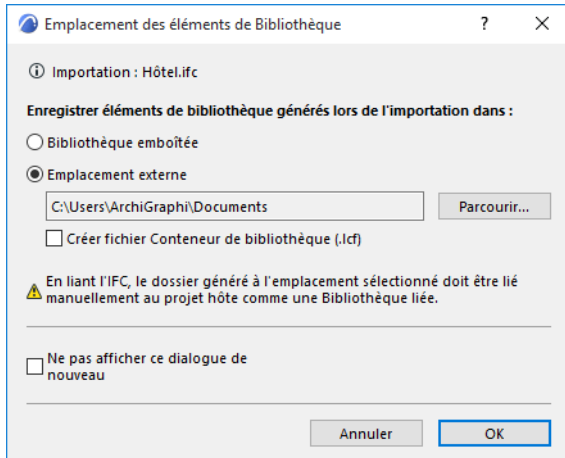 Emplacement des éléments de Bibliothèque
?
Importation : Hôtel.ifc
Enregistrer éléments de bibliothèque générés lors de l'importation dans :
Bibliothèque emboîtée
Emplacement externe
C:\Users\ArchiGraphi\Documents
Parcourir...
Créer fichier Conteneur de bibliothèque (.lcf)
En liant l'IFC, le dossier généré à l'emplacement sélectionné doit être lié
manuellement au projet hôte comme une Bibliothèque liée.
Ne pas afficher ce dialogue de
nouveau
Annuler
OK